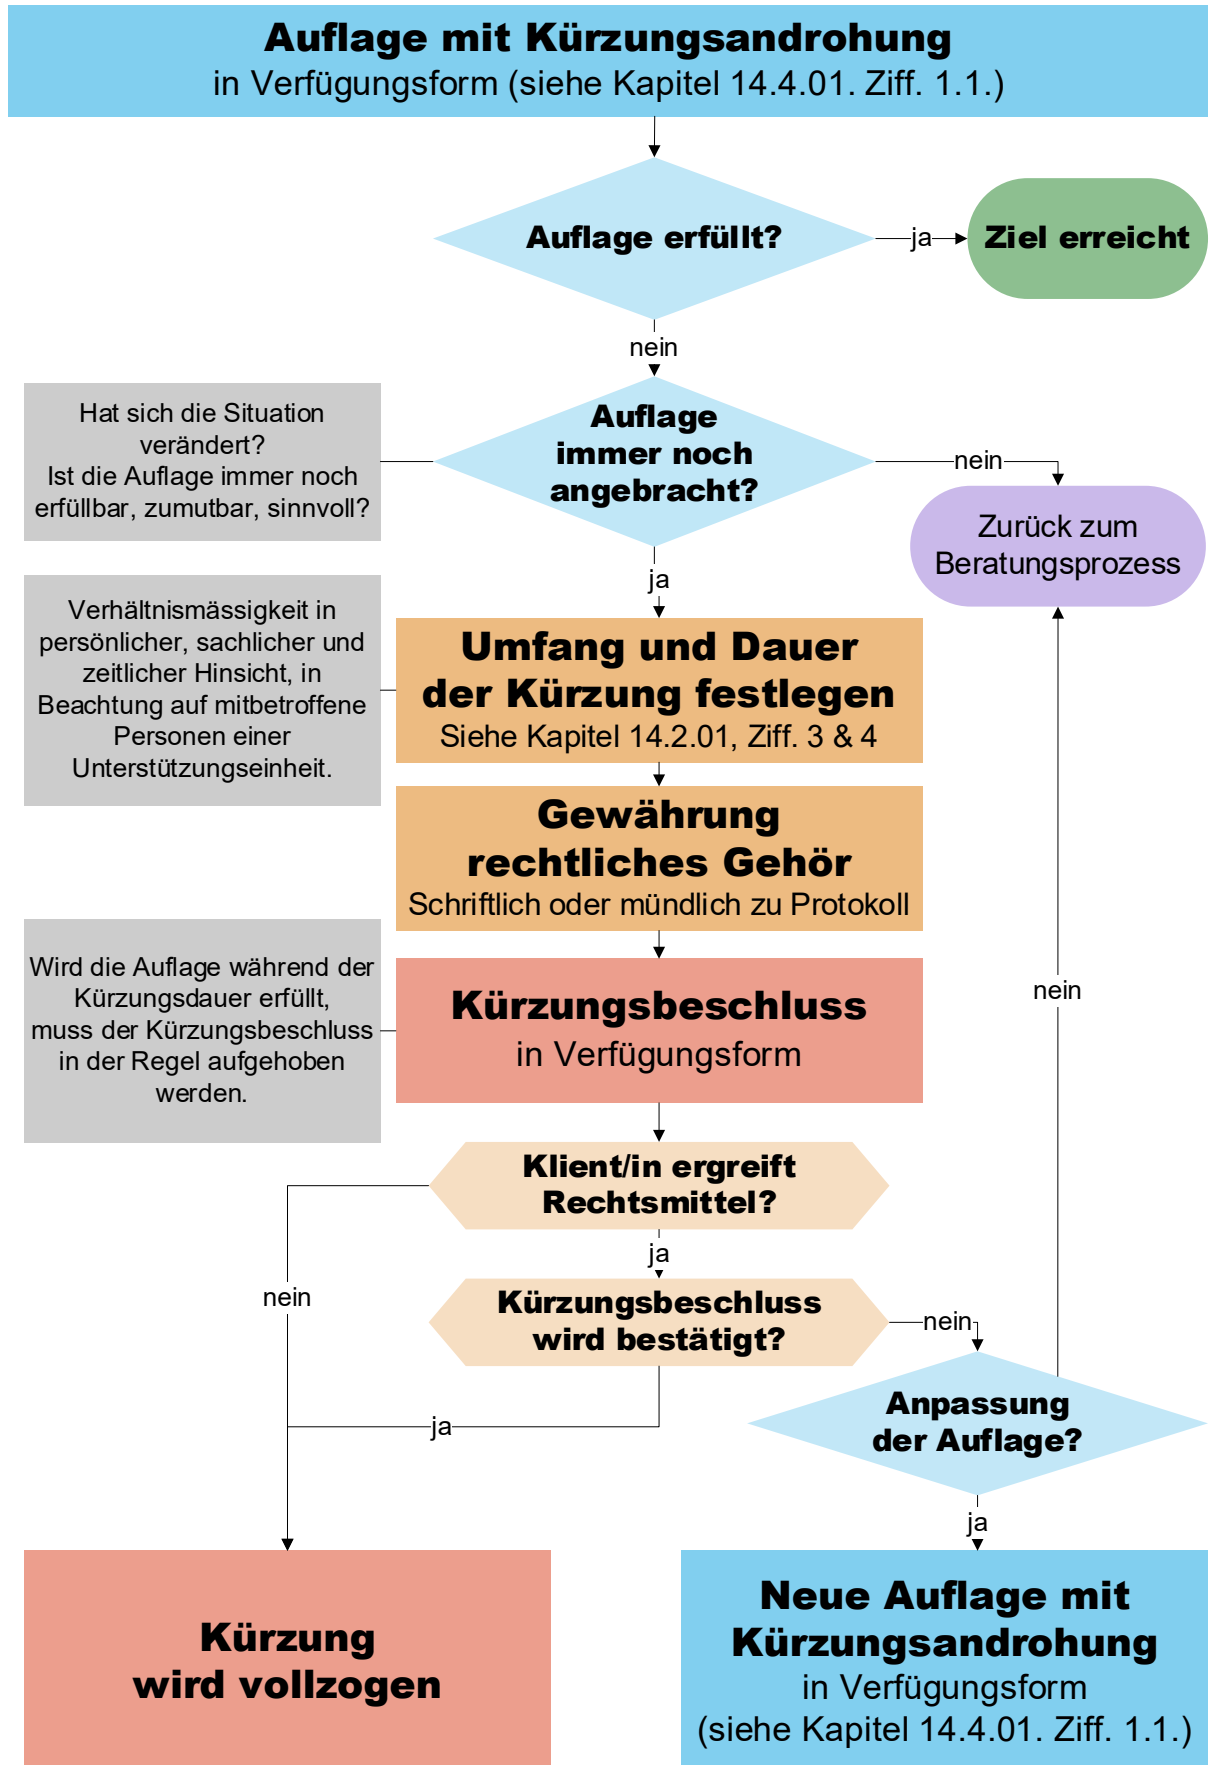 Auflage mit Kürzungsandrohung
in Verfügungsform (siehe Kapitel 14.4.01. Ziff. 1.1.)
Auflage erfüllt?
ja
Ziel erreicht
nein
Hat sich die Situation
verändert?
Ist die Auflage immer noch
erfüllbar, zumutbar, sinnvoll?
Auflage
immer noch
angebracht?
nein
Zurück zum
Beratungsprozess
ja
Verhältnismässigkeit in
persönlicher, sachlicher und
zeitlicher Hinsicht, in
Beachtung auf mitbetroffene
Personen einer
Unterstützungseinheit.
Umfang und Dauer
der Kürzung festlegen
Siehe Kapitel 14.2.01, Ziff. 3 & 4
Gewährung
rechtliches Gehör
Schriftlich oder mündlich zu Protokoll
Wird die Auflage während der
Kürzungsdauer erfüllt,
muss der Kürzungsbeschluss
in der Regel aufgehoben
werden.
Kürzungsbeschluss
in Verfügungsform
nein
Klient/in ergreift
Rechtsmittel?
ja
nein
Kürzungsbeschluss
wird bestätigt?
nein
Anpassung
der Auflage?
ja
ja
Kürzung
wird vollzogen
Neue Auflage mit
Kürzungsandrohung
in Verfügungsform
(siehe Kapitel 14.4.01. Ziff. 1.1.)